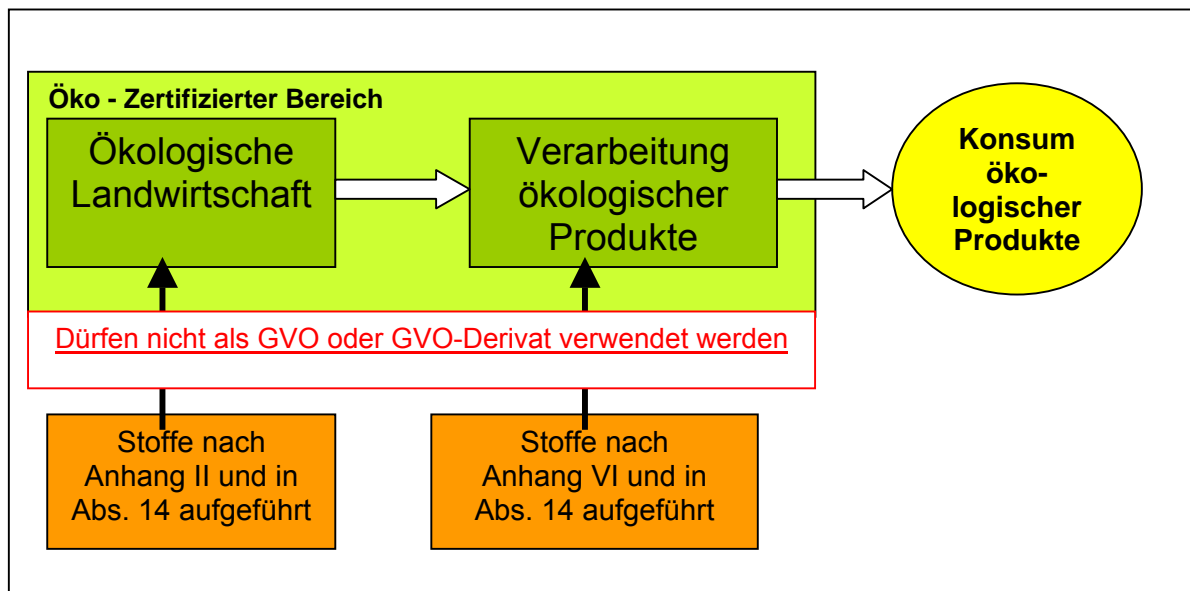 Öko - Zertifizierter Bereich
Ökologische
Landwirtschaft
Verarbeitung
ökologischer
Produkte
Konsum
öko-
logischer
Produkte
Dürfen nicht als GVO oder GVO-Derivat verwendet werden
Stoffe nach
Anhang II und in
Abs. 14 aufgeführt
Stoffe nach
Anhang VI und in
Abs. 14 aufgeführt